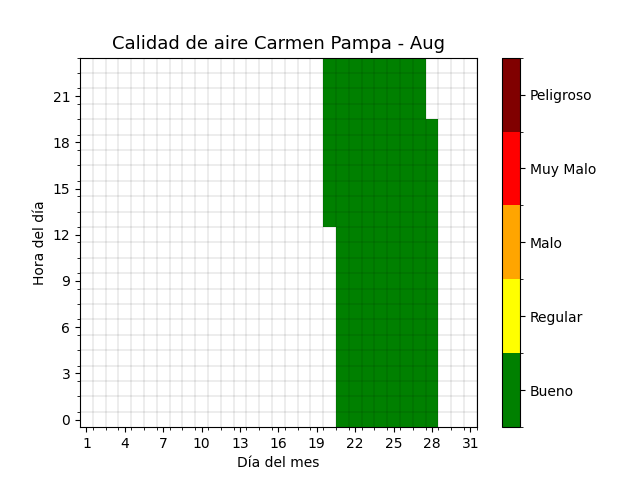 Calidad de aire Carmen Pampa - Aug
Peligroso
Muy Malo
Malo
Regular
Bueno
Hora del día
21
18
15
12
9
6
3
0
1 4 7 10 13 16 19 22 25 28 31
Día del mes